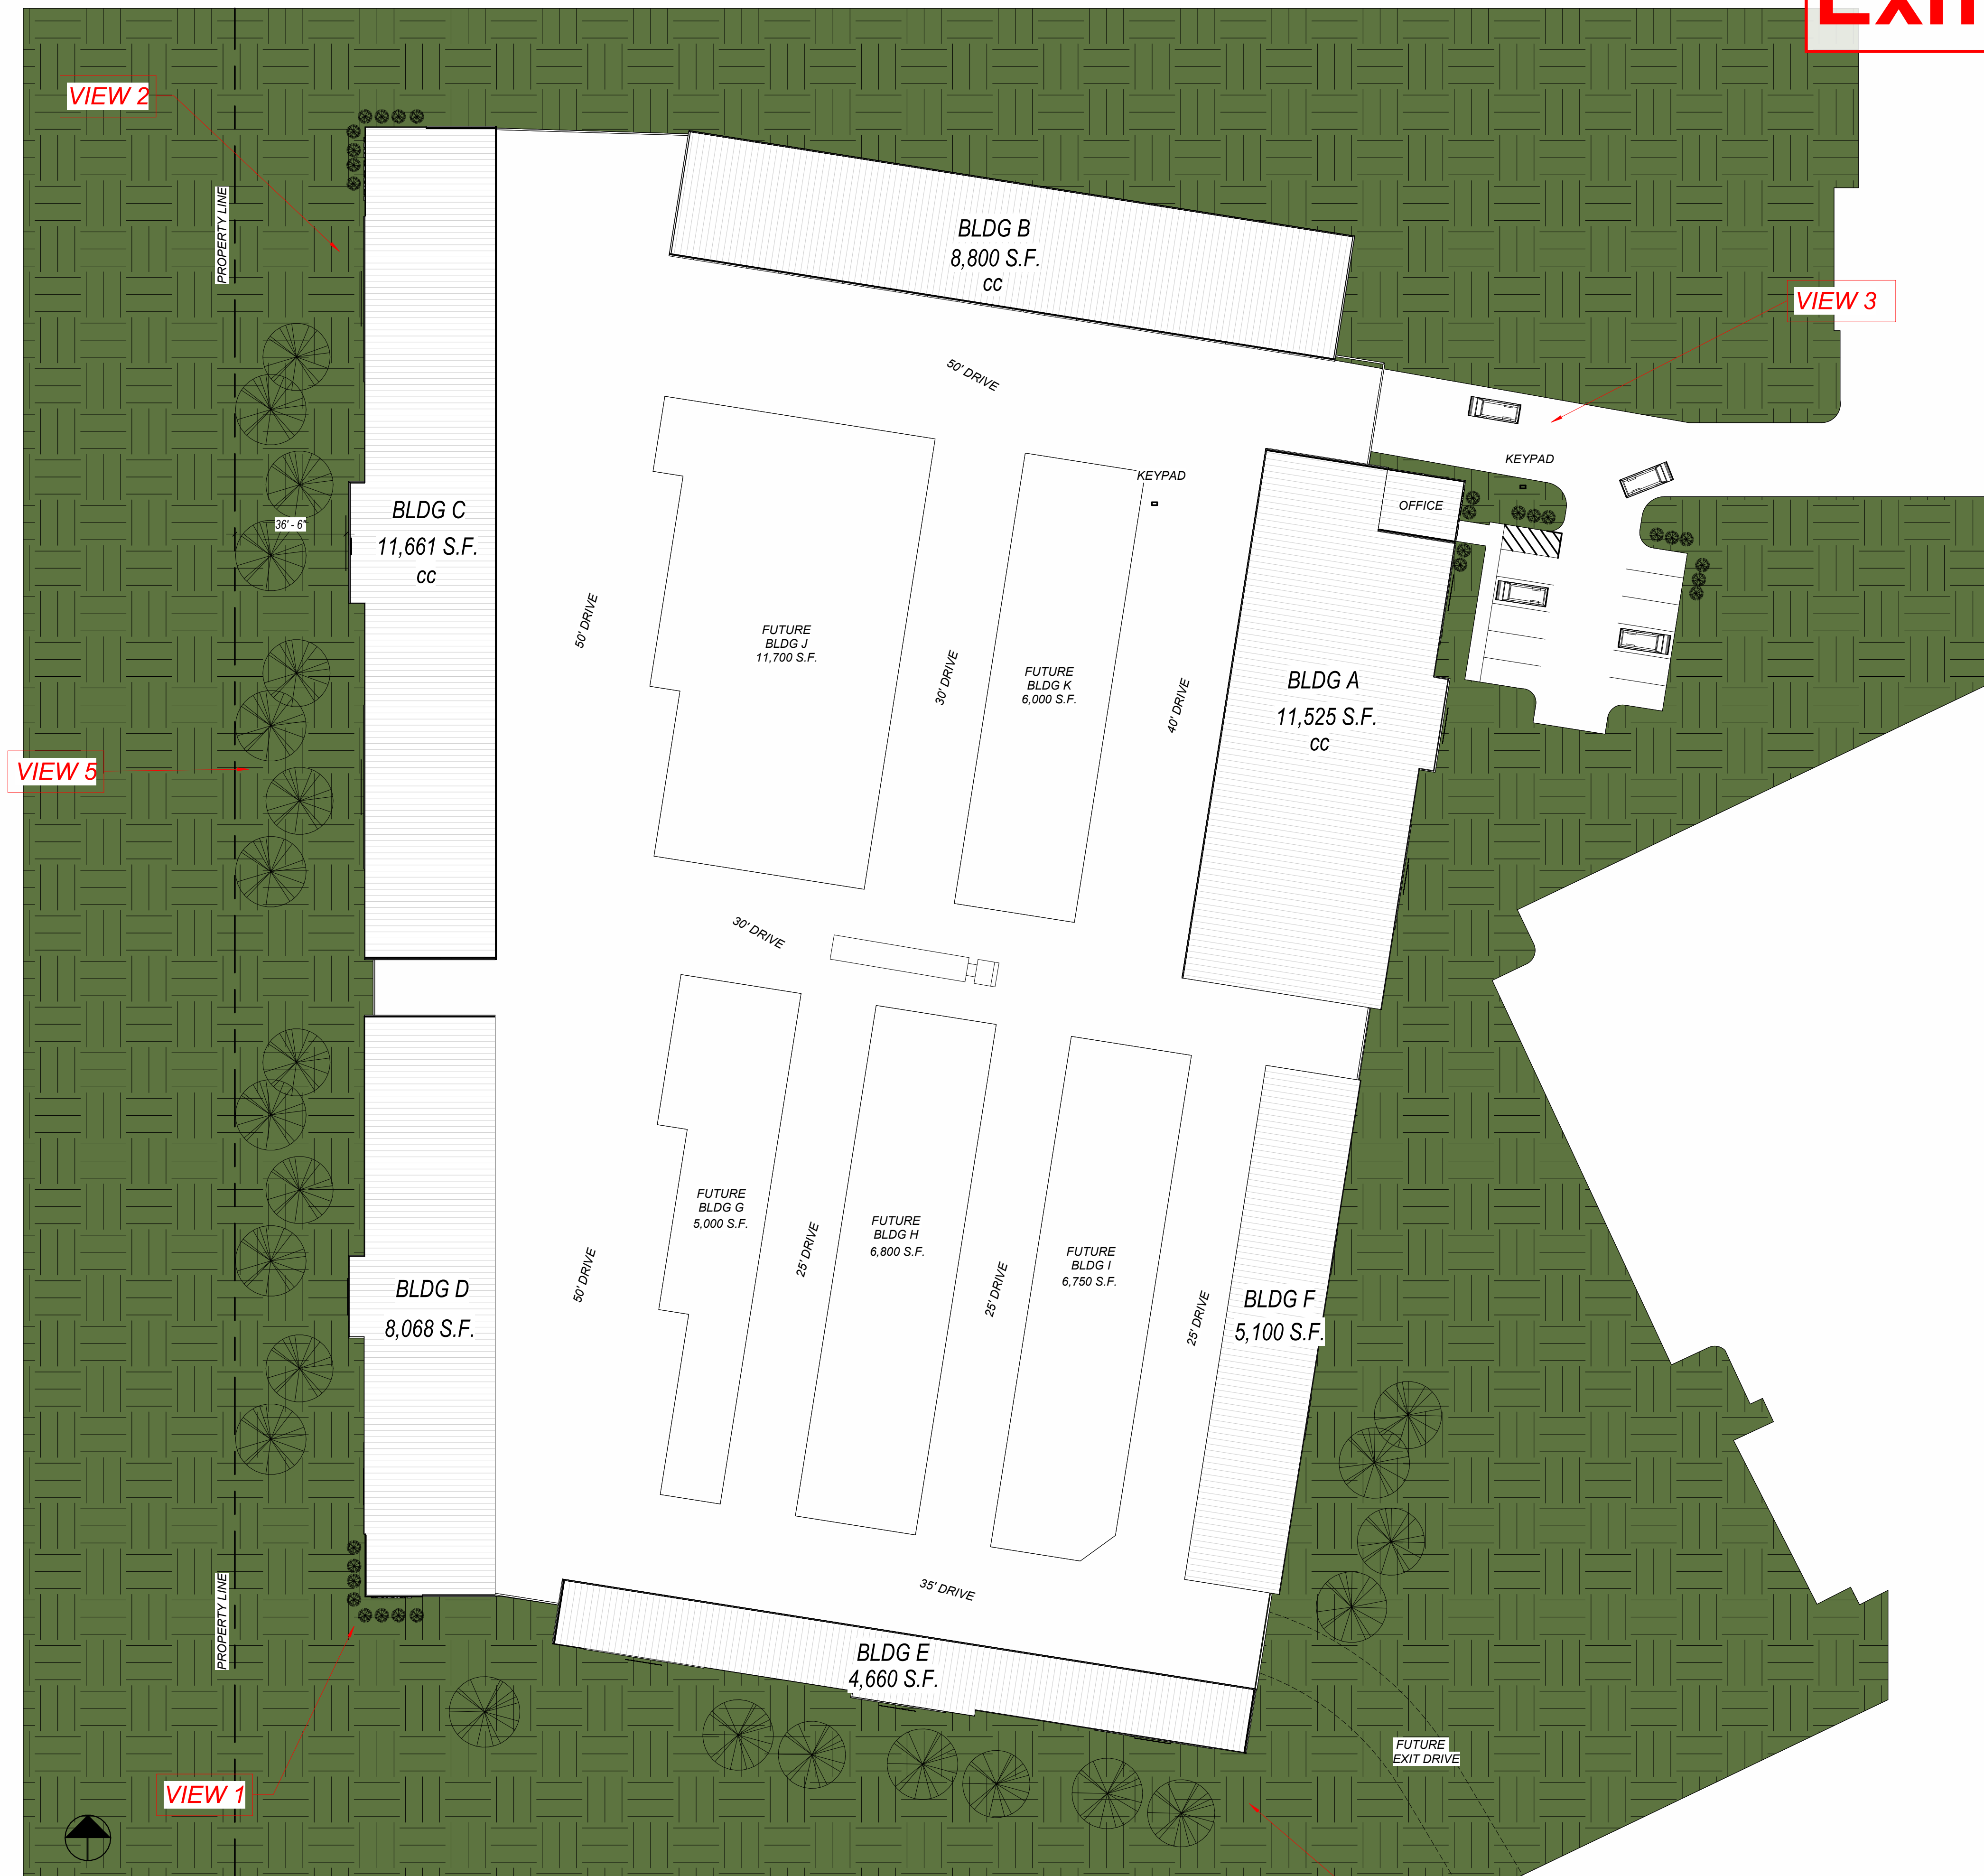 VIEW 2
PROPERTY LINE
BLDG B
8,800 S.F.
CC
VIEW 3
50' DRIVE
KEYPAD
KEYPAD
OFFICE
BLDG C
11,661 S.F.
CC
36' - 6"
50' DRIVE
FUTURE
BLDG J
11,700 S.F.
30' DRIVE
FUTURE
BLDG K
6,000 S.F.
40' DRIVE
BLDG A
11,525 S.F.
CC
VIEW 5
30' DRIVE
FUTURE
BLDG G
5,000 S.F.
25' DRIVE
FUTURE
BLDG H
6,800 S.F.
25' DRIVE
FUTURE
BLDG I
6,750 S.F.
25' DRIVE
BLDG F
5,100 S.F.
50' DRIVE
BLDG D
8,068 S.F.
35' DRIVE
PROPERTY LINE
BLDG E
4,660 S.F.
FUTURE
EXIT DRIVE
VIEW 1